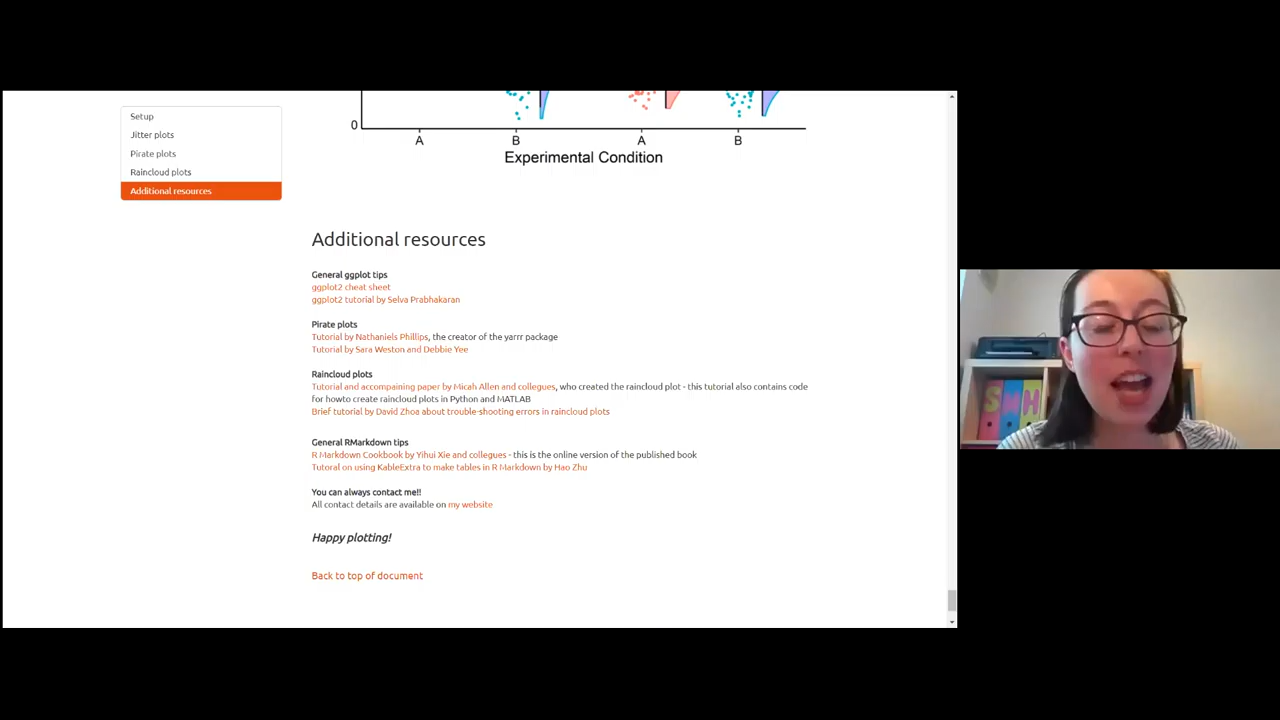 Setup
Jitter plots
Pirate plots
Raincloud plots
Additional resources
0
A B A B
Experimental Condition
Additional resources
General ggplot tips
ggplot2 cheat sheet
ggplot2 tutorial by Selva Prabhakaran
Pirate plots
Tutorial by Nathaniels Phillips, the creator of the yarrr package
Tutorial by Sara Weston and Debbie Yee
Raincloud plots
Tutorial and accompaining paper by Micah Allen and collegues, who created the raincloud plot - this tutorial also contains code
for howto create raincloud plots in Python and MATLAB
Brief tutorial by David Zhoa about trouble-shooting errors in raincloud plots
General RMarkdown tips
R Markdown Cookbook by Yihui Xie and collegues - this is the online version of the published book
Tutoral on using KableExtra to make tables in R Markdown by Hao Zhu
You can always contact me!!
All contact details are available on my website
Happy plotting!
Back to top of document
SMH